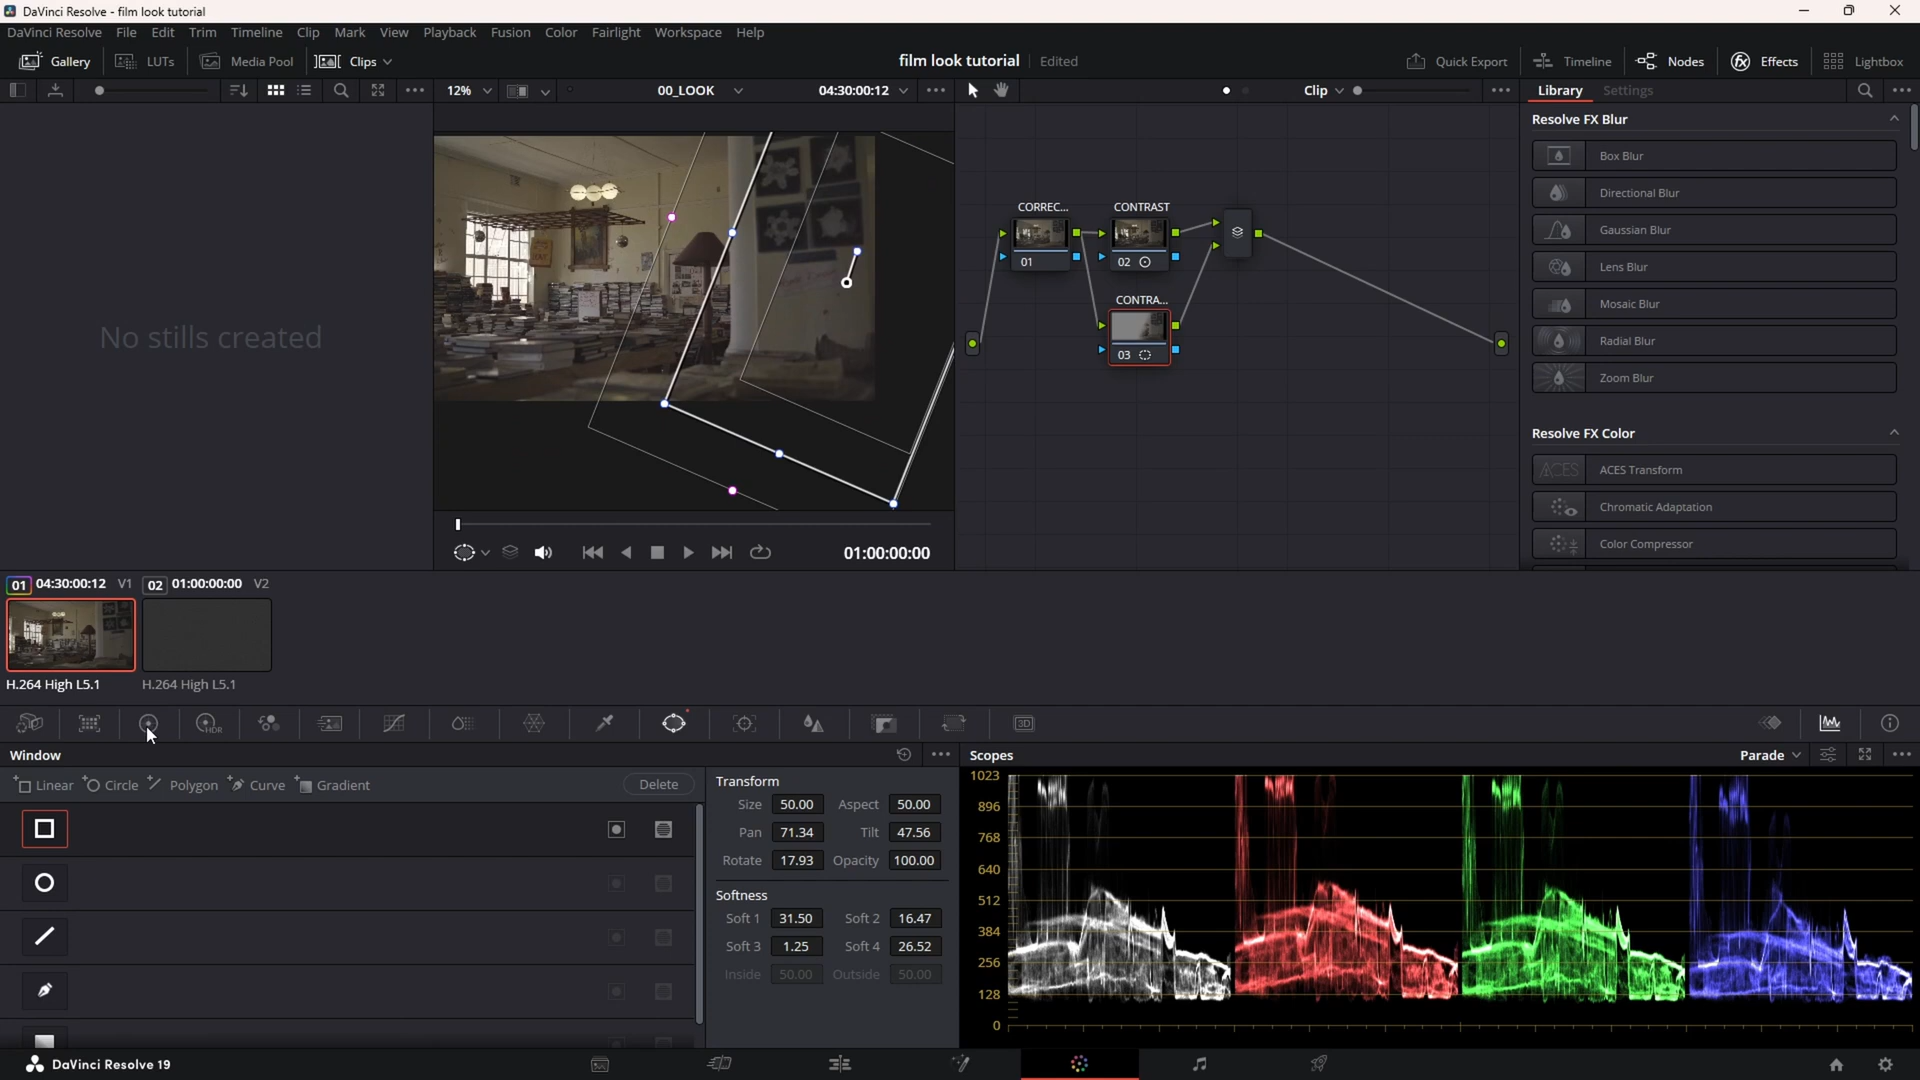 DaVinci Resolve - film look tutorial
DaVinci Resolve File Edit Trim Timeline Clip Mark View Playback Fusion Color Fairlight Workspace Help
Gallery LUTs Media Pool Clips film look tutorial Edited Quick Export Timeline Nodes Effects Lightbox
12% 00_LOOK 04:30:00:12 Clip Library Settings
Resolve FX Blur
Box Blur
Directional Blur
Gaussian Blur
Lens Blur
Mosaic Blur
Radial Blur
Zoom Blur
Resolve FX Color
ACES ACES Transform
Chromatic Adaptation
Color Compressor
No stills created
CORREC... CONTRAST
01 02
CONTRA...
03
01:00:00:00
01 04:30:00:12 V1 02 01:00:00:00 V2
H.264 High L5.1 H.264 High L5.1
HDR 3D
Window
Linear Circle Polygon Curve Gradient Delete
Transform
Size 50.00 Aspect 50.00
Pan 71.34 Tilt 47.56
Rotate 17.93 Opacity 100.00
Softness
Soft 1 31.50 Soft 2 16.47
Soft 3 1.25 Soft 4 26.52
Inside 50.00 Outside 50.00
Scopes Parade
1023
896
768
640
512
384
256
128
0
DaVinci Resolve 19